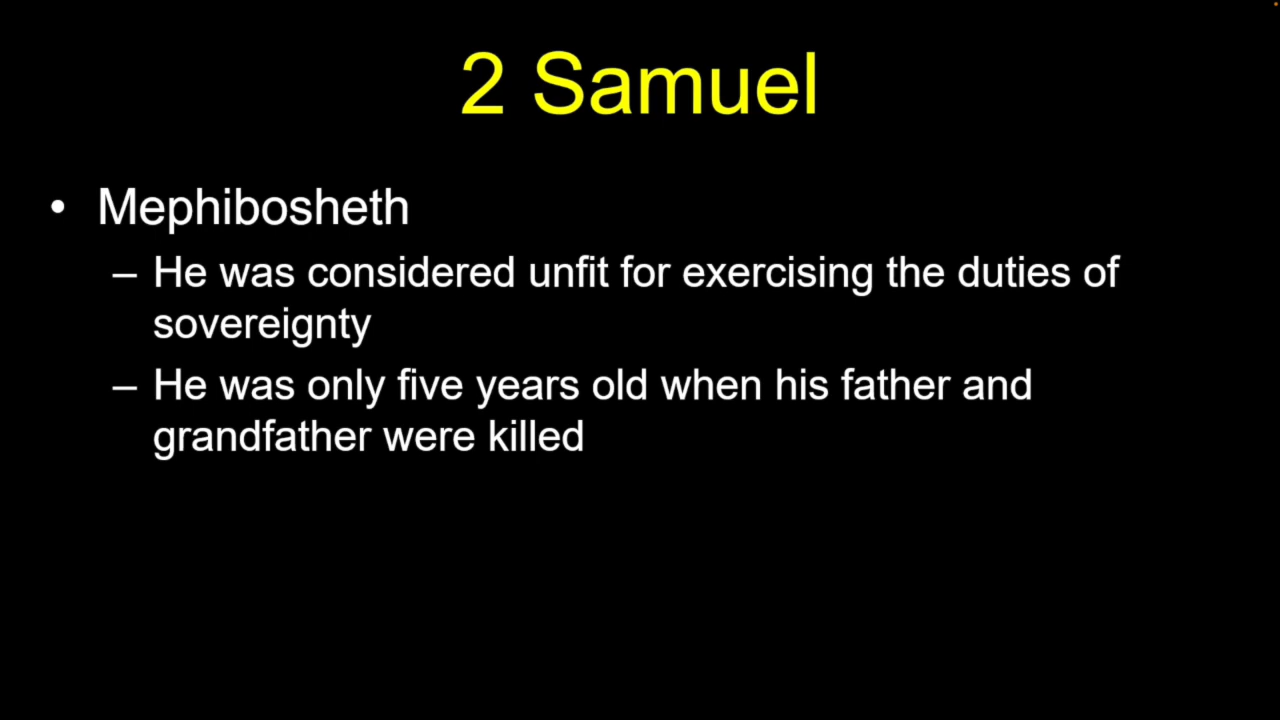 2 Samuel
• Mephibosheth
– He was considered unfit for exercising the duties of
sovereignty
– He was only five years old when his father and
grandfather were killed